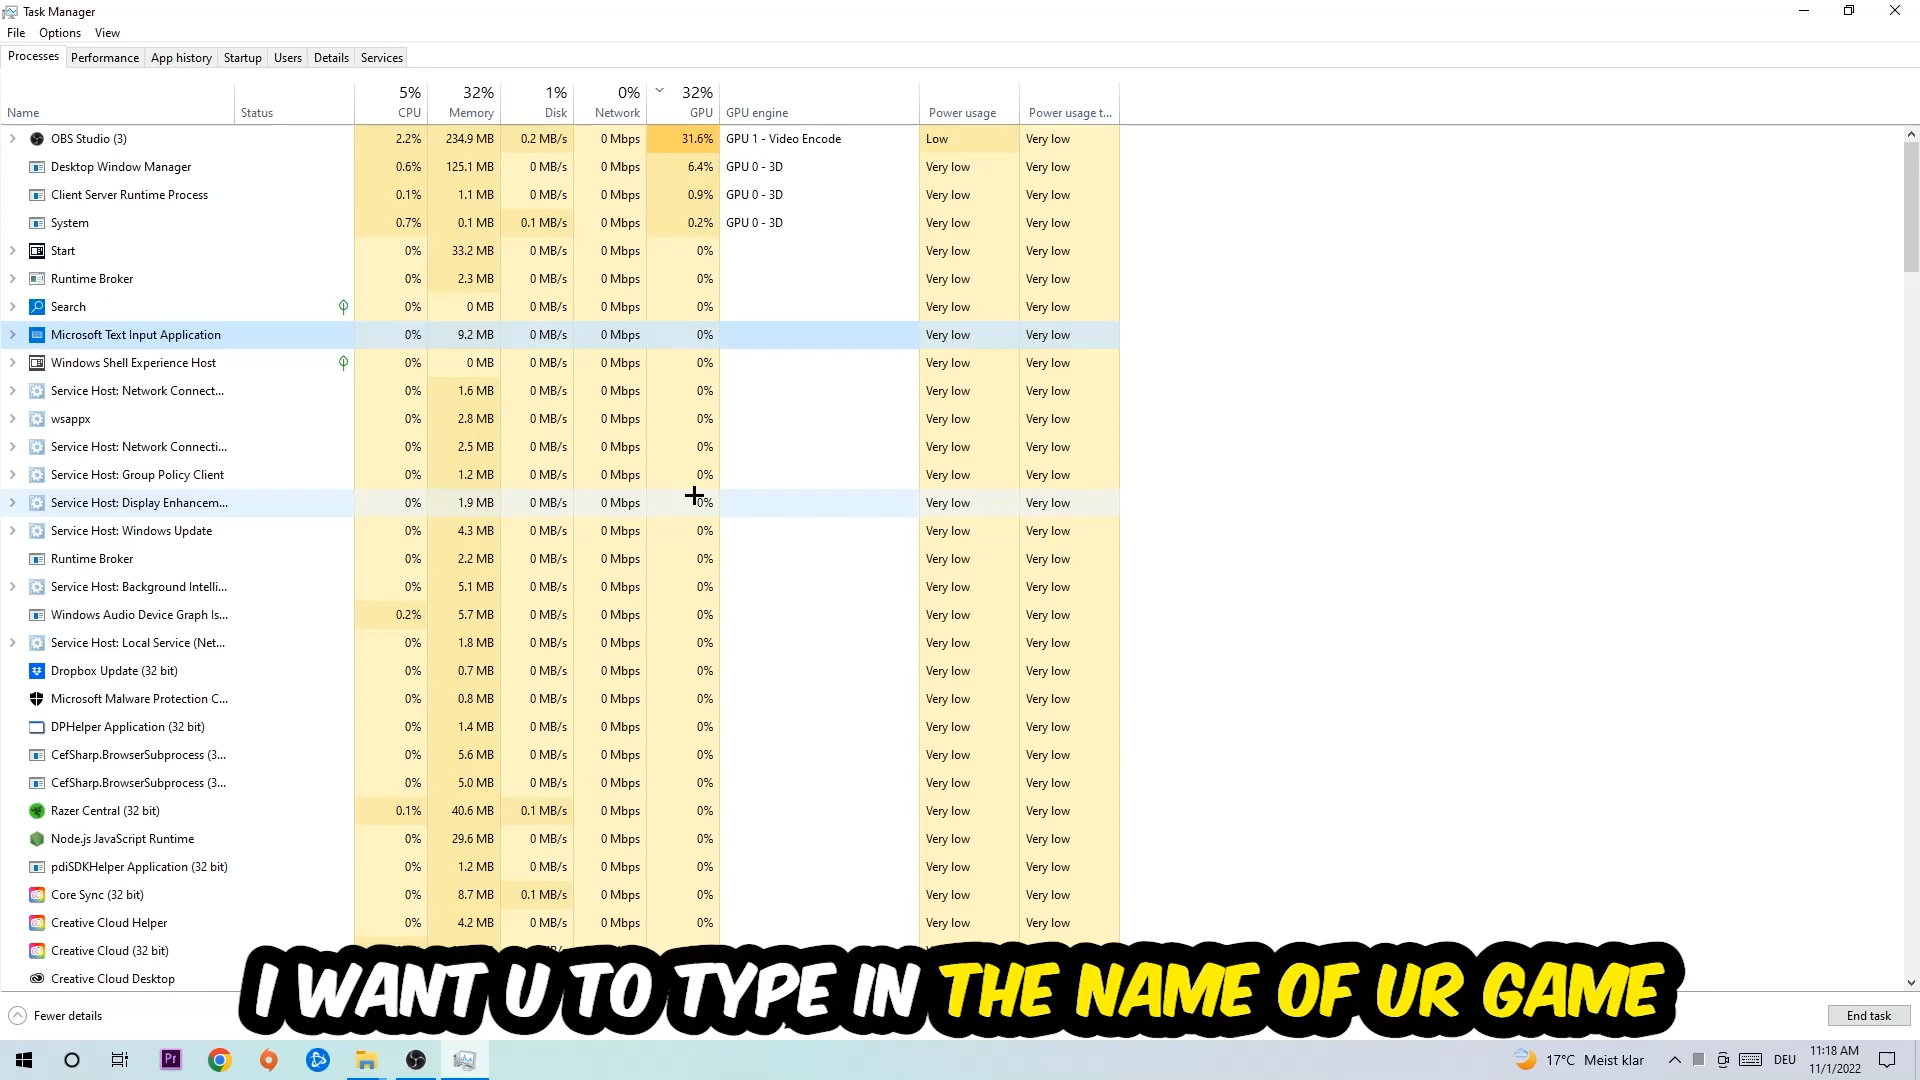 Task Manager
File Options View
Processes Performance App history Startup Users Details Services
5% 32% 1% 0% 32%
Name Status CPU Memory Disk Network GPU GPU engine Power usage Power usage t...
OBS Studio (3) 2.2% 234.9 MB 0.2 MB/s 0 Mbps 31.6% GPU 1 - Video Encode Low Very low
Desktop Window Manager 0.6% 125.1 MB 0 MB/s 0 Mbps 6.4% GPU 0 - 3D Very low Very low
Client Server Runtime Process 0.1% 1.1 MB 0 MB/s 0 Mbps 0.9% GPU 0 - 3D Very low Very low
System 0.7% 0.1 MB 0.1 MB/s 0 Mbps 0.2% GPU 0 - 3D Very low Very low
Start 0% 33.2 MB 0 MB/s 0 Mbps 0% Very low Very low
Runtime Broker 0% 2.3 MB 0 MB/s 0 Mbps 0% Very low Very low
Search 0% 0 MB 0 MB/s 0 Mbps 0% Very low Very low
Microsoft Text Input Application 0% 9.2 MB 0 MB/s 0 Mbps 0% Very low Very low
Windows Shell Experience Host 0% 0 MB 0 MB/s 0 Mbps 0% Very low Very low
Service Host: Network Connect... 0% 1.6 MB 0 MB/s 0 Mbps 0% Very low Very low
wsappx 0% 2.8 MB 0 MB/s 0 Mbps 0% Very low Very low
Service Host: Network Connecti... 0% 2.5 MB 0 MB/s 0 Mbps 0% Very low Very low
Service Host: Group Policy Client 0% 1.2 MB 0 MB/s 0 Mbps 0% Very low Very low
Service Host: Display Enhancem... 0% 1.9 MB 0 MB/s 0 Mbps 0% Very low Very low
Service Host: Windows Update 0% 4.3 MB 0 MB/s 0 Mbps 0% Very low Very low
Runtime Broker 0% 2.2 MB 0 MB/s 0 Mbps 0% Very low Very low
Service Host: Background Intelli... 0% 5.1 MB 0 MB/s 0 Mbps 0% Very low Very low
Windows Audio Device Graph Is... 0.2% 5.7 MB 0 MB/s 0 Mbps 0% Very low Very low
Service Host: Local Service (Net... 0% 1.8 MB 0 MB/s 0 Mbps 0% Very low Very low
Dropbox Update (32 bit) 0% 0.7 MB 0 MB/s 0 Mbps 0% Very low Very low
Microsoft Malware Protection C... 0% 0.8 MB 0 MB/s 0 Mbps 0% Very low Very low
DPHelper Application (32 bit) 0% 1.4 MB 0 MB/s 0 Mbps 0% Very low Very low
CefSharp.BrowserSubprocess (3... 0% 5.6 MB 0 MB/s 0 Mbps 0% Very low Very low
CefSharp.BrowserSubprocess (3... 0% 5.0 MB 0 MB/s 0 Mbps 0% Very low Very low
Razer Central (32 bit) 0.1% 40.6 MB 0.1 MB/s 0 Mbps 0% Very low Very low
Node.js JavaScript Runtime 0% 29.6 MB 0 MB/s 0 Mbps 0% Very low Very low
pdiSDKHelper Application (32 bit) 0% 1.2 MB 0 MB/s 0 Mbps 0% Very low Very low
Core Sync (32 bit) 0% 8.7 MB 0.1 MB/s 0 Mbps 0% Very low Very low
Creative Cloud Helper 0% 4.2 MB 0 MB/s 0 Mbps 0% Very low Very low
Creative Cloud (32 bit)
Creative Cloud Desktop
I WANT U TO TYPE IN THE NAME OF UR GAME
Fewer details End task
Pr 17°C Meist klar DEU 11:18 AM
11/1/2022